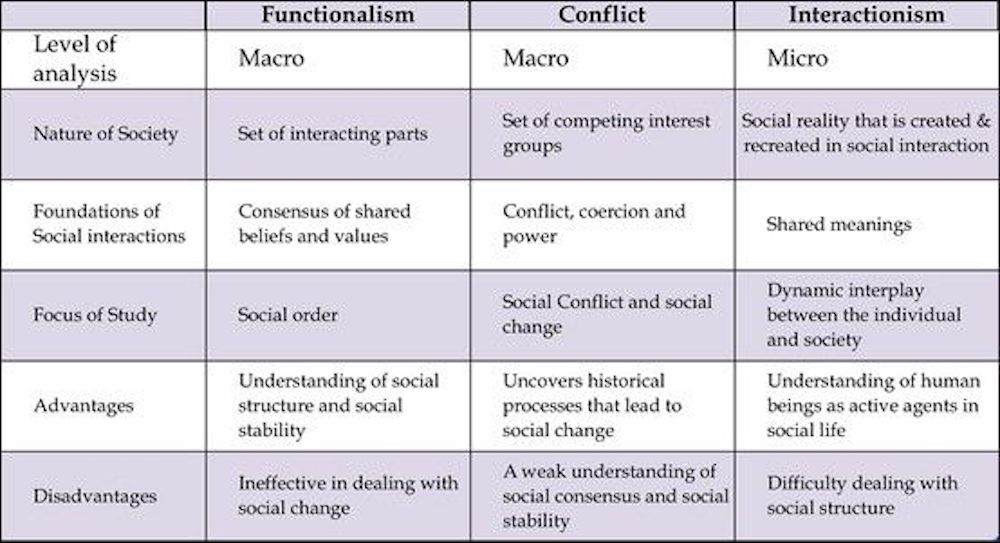 Functionalism Conflict Interactionism
Level of
analysis
Macro
Macro
Micro
Nature of Society
Set of interacting parts
Set of competing interest
groups
Social reality that is created &
recreated in social interaction
Foundations of
Social interactions
Consensus of shared
beliefs and values
Conflict, coercion and
power
Shared meanings
Focus of Study
Social order
Social Conflict and social
change
Dynamic interplay
between the individual
and society
Advantages
Understanding of social
structure and social
stability
Uncovers historical
processes that lead to
social change
Understanding of human
beings as active agents in
social life
Disadvantages
Ineffective in dealing with
social change
A weak understanding of
social consensus and social
stability
Difficulty dealing with
social structure